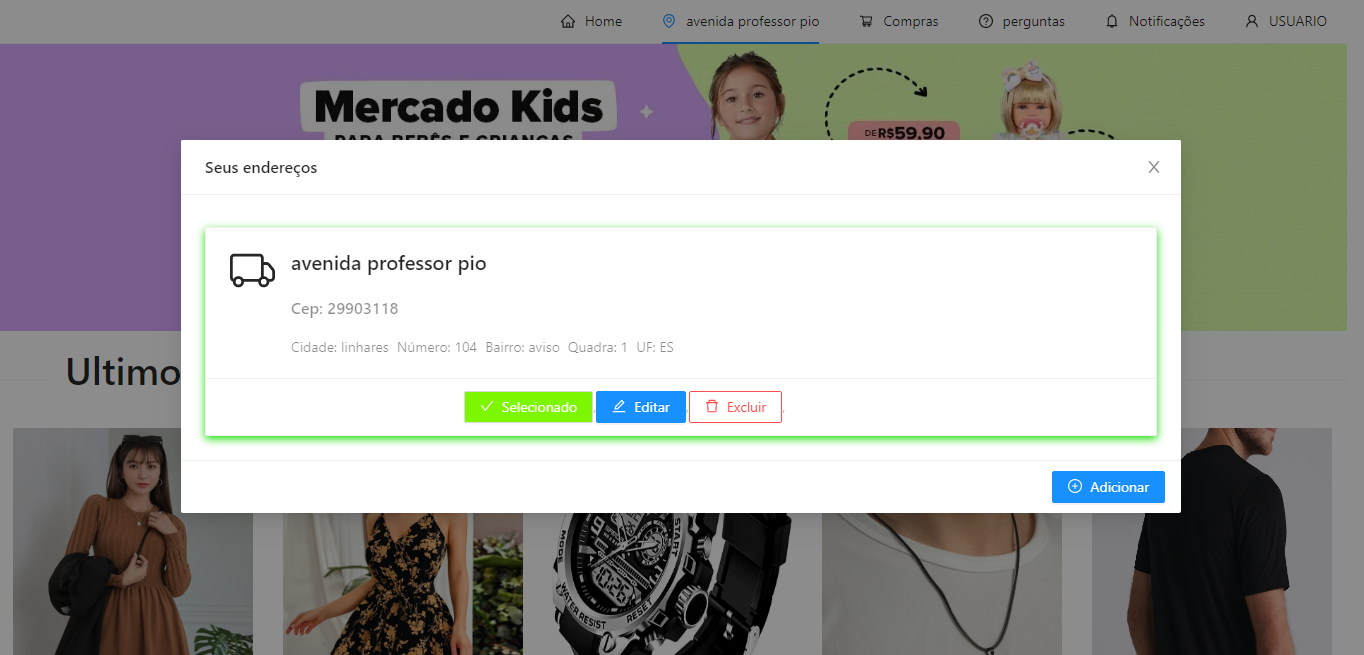 Home avenida professor pio Compras perguntas Notificações USUARIO
Mercado Kids
PARA BEBÊS E CRIANÇAS
DE R$59,90
Seus endereços
avenida professor pio
Cep: 29903118
Cidade: linhares Número: 104 Bairro: aviso Quadra: 1 UF: ES
Selecionado , Editar , Excluir ,
Adicionar
Ultimo
START
MODE
WATER RESIST
RESET